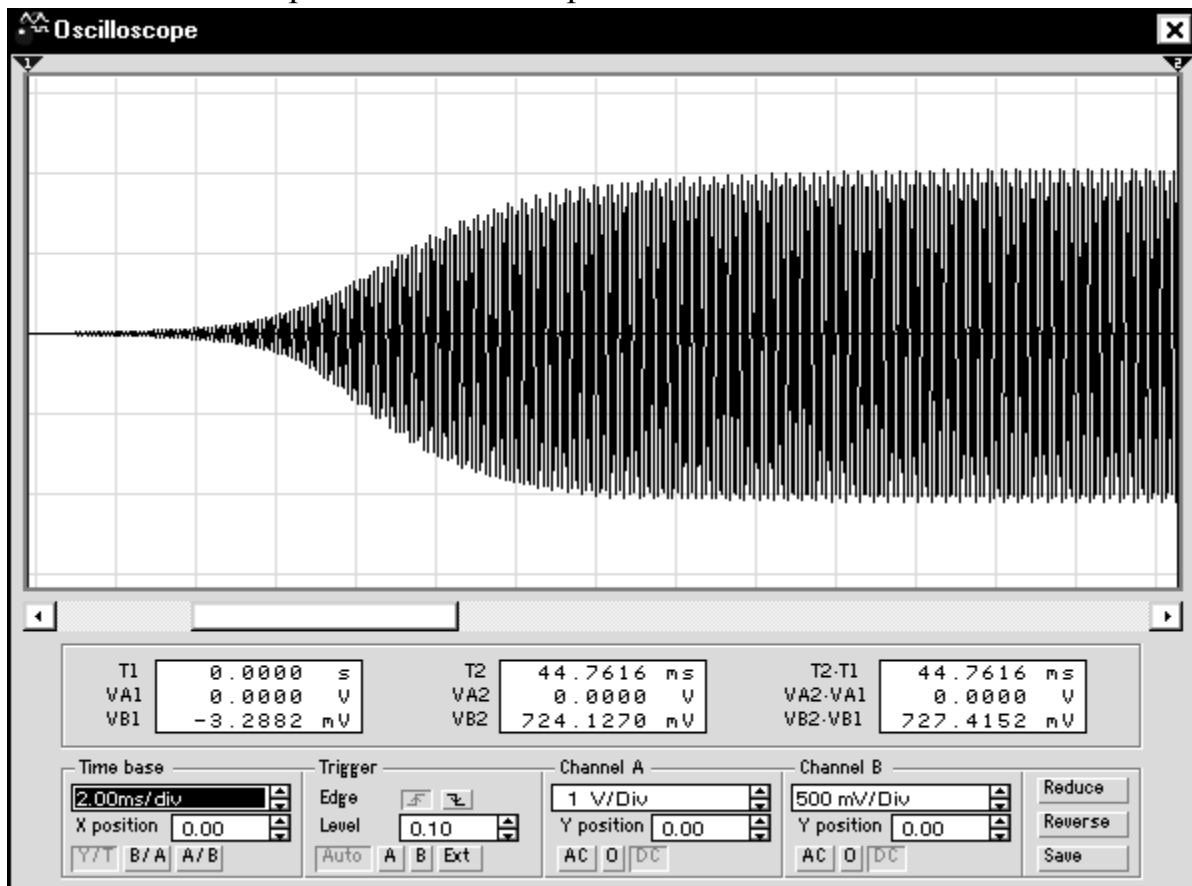 Oscilloscope
1 2
T1 0.0000 s T2 44.7616 ms T2-T1 44.7616 ms
VA1 0.0000 V VA2 0.0000 V VA2-VA1 0.0000 V
VB1 -3.2882 mV VB2 724.1270 mV VB2-VB1 727.4152 mV
Time base Trigger Channel A Channel B
2.00ms/div Edge 1 V/Div 500 mV/Div Reduce
X position 0.00 Level 0.10 Y position 0.00 Y position 0.00 Reverse
Y/T B/A A/B Auto A B Ext AC 0 DC AC 0 DC Save